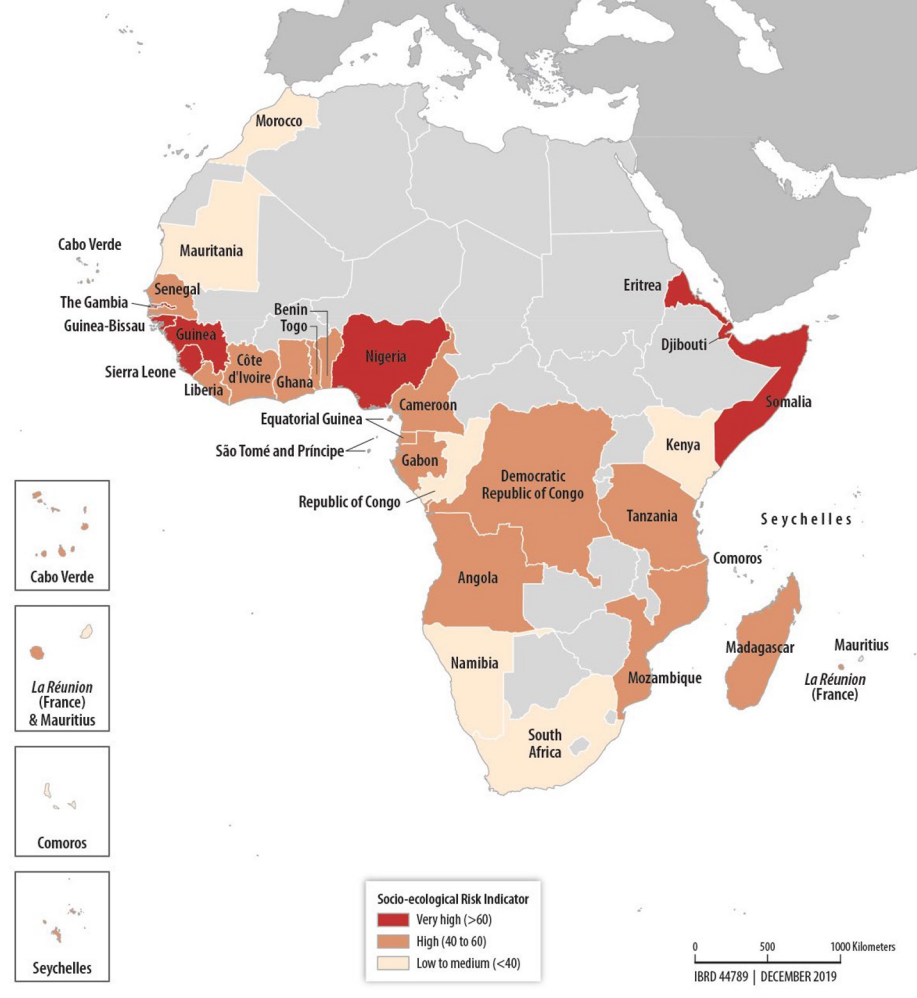 Morocco
Cabo Verde
Mauritania
Senegal
The Gambia
Guinea-Bissau
Guinea
Sierra Leone
Liberia
Côte
d'Ivoire
Ghana
Benin
Togo
Nigeria
Cameroon
Equatorial Guinea
São Tomé and Príncipe
Gabon
Republic of Congo
Democratic
Republic of Congo
Eritrea
Djibouti
Somalia
Kenya
Tanzania
Seychelles
Comoros
Angola
Namibia
South
Africa
Mozambique
Madagascar
Mauritius
La Réunion
(France)
Cabo Verde
La Réunion
(France)
& Mauritius
Comoros
Seychelles
Socio-ecological Risk Indicator
Very high (>60)
High (40 to 60)
Low to medium (<40)
0 500 1000 Kilometers
IBRD 44789 | DECEMBER 2019